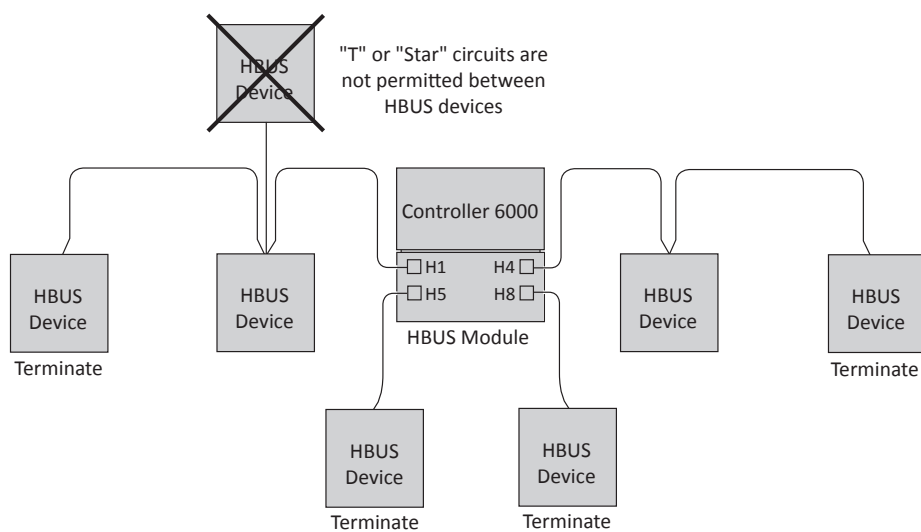 HBUS
Device
"T" or "Star" circuits are
not permitted between
HBUS devices
Controller 6000
H1 H4
H5 H8
HBUS Module
HBUS
Device
Terminate
HBUS
Device
HBUS
Device
HBUS
Device
Terminate
HBUS
Device
Terminate
HBUS
Device
Terminate